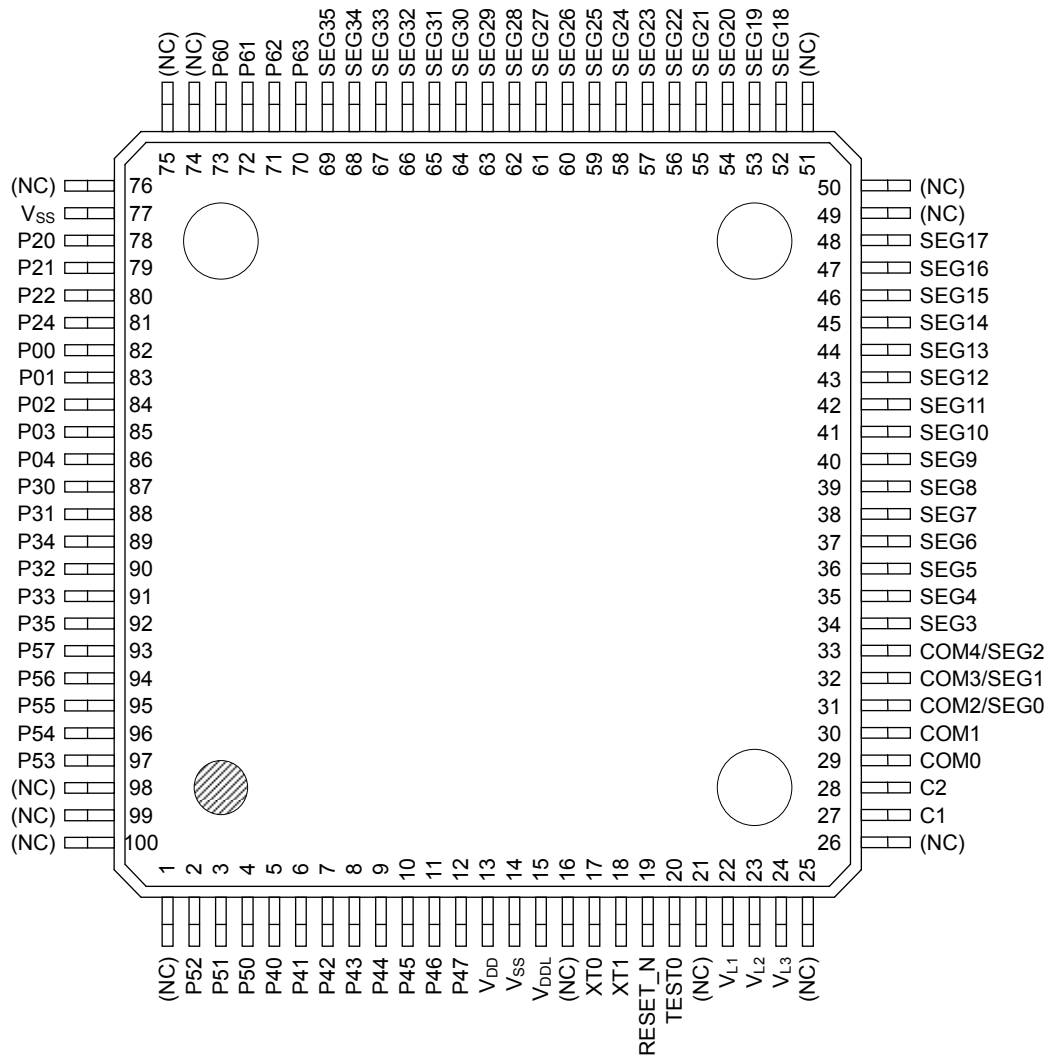 (NC) (NC) P60 P61 P62 P63 SEG35 SEG34 SEG33 SEG32 SEG31 SEG30 SEG29 SEG28 SEG27 SEG26 SEG25 SEG24 SEG23 SEG22 SEG21 SEG20 SEG19 SEG18 (NC)
75 74 73 72 71 70 69 68 67 66 65 64 63 62 61 60 59 58 57 56 55 54 53 52 51
(NC) 76 50 (NC)
VSS 77 49 (NC)
P20 78 48 SEG17
P21 79 47 SEG16
P22 80 46 SEG15
P24 81 45 SEG14
P00 82 44 SEG13
P01 83 43 SEG12
P02 84 42 SEG11
P03 85 41 SEG10
P04 86 40 SEG9
P30 87 39 SEG8
P31 88 38 SEG7
P34 89 37 SEG6
P32 90 36 SEG5
P33 91 35 SEG4
P35 92 34 SEG3
P57 93 33 COM4/SEG2
P56 94 32 COM3/SEG1
P55 95 31 COM2/SEG0
P54 96 30 COM1
P53 97 29 COM0
(NC) 98 28 C2
(NC) 99 27 C1
(NC) 100 26 (NC)
1 2 3 4 5 6 7 8 9 10 11 12 13 14 15 16 17 18 19 20 21 22 23 24 25
(NC) P52 P51 P50 P40 P41 P42 P43 P44 P45 P46 P47 VDD VSS VDDL (NC) XT0 XT1 RESET_N TEST0 (NC) VL1 VL2 VL3 (NC)